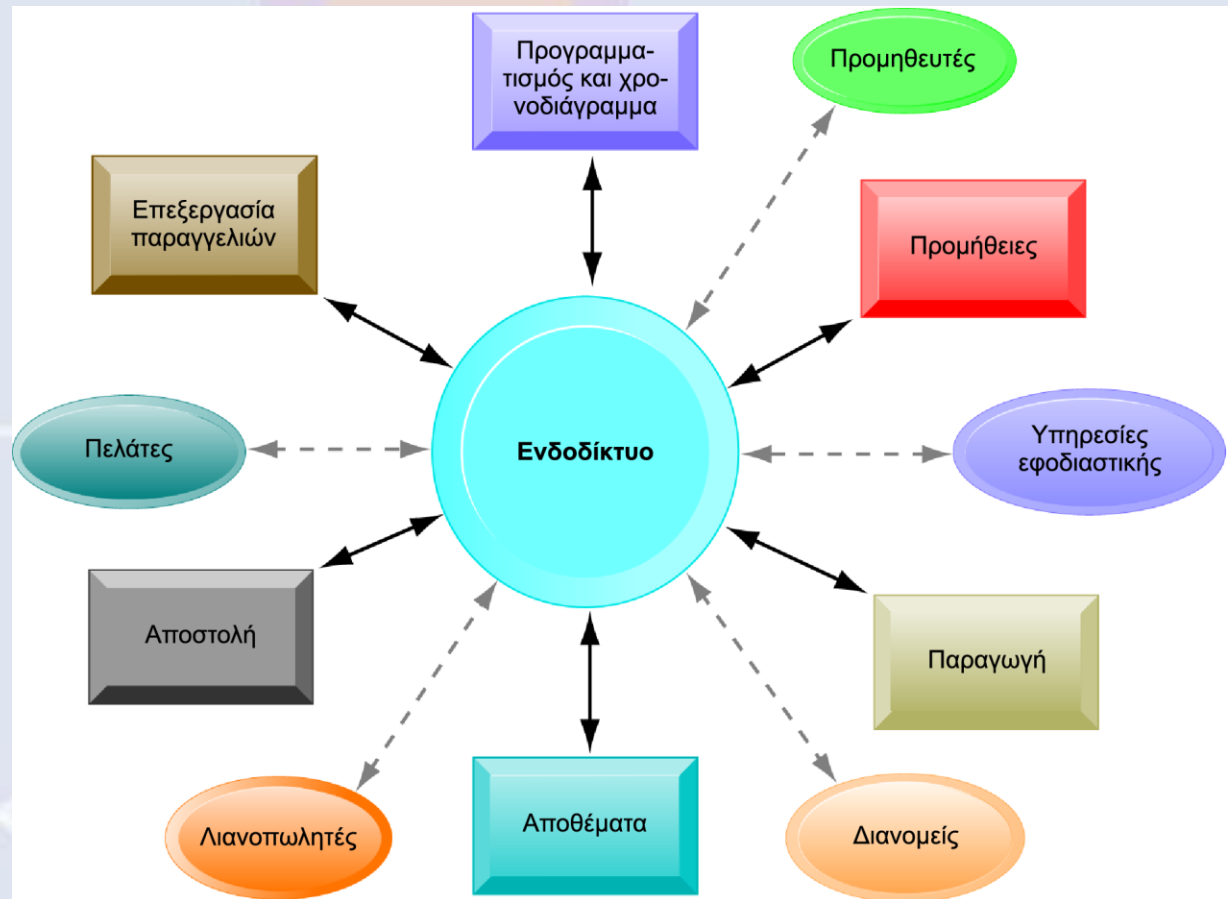 Προγραμμα-
τισμός και χρο-
νοδιάγραμμα
Προμηθευτές
Επεξεργασία
παραγγελιών
Προμήθειες
Πελάτες
Ενδοδίκτυο
Υπηρεσίες
εφοδιαστικής
Αποστολή
Παραγωγή
Λιανοπωλητές
Αποθέματα
Διανομείς